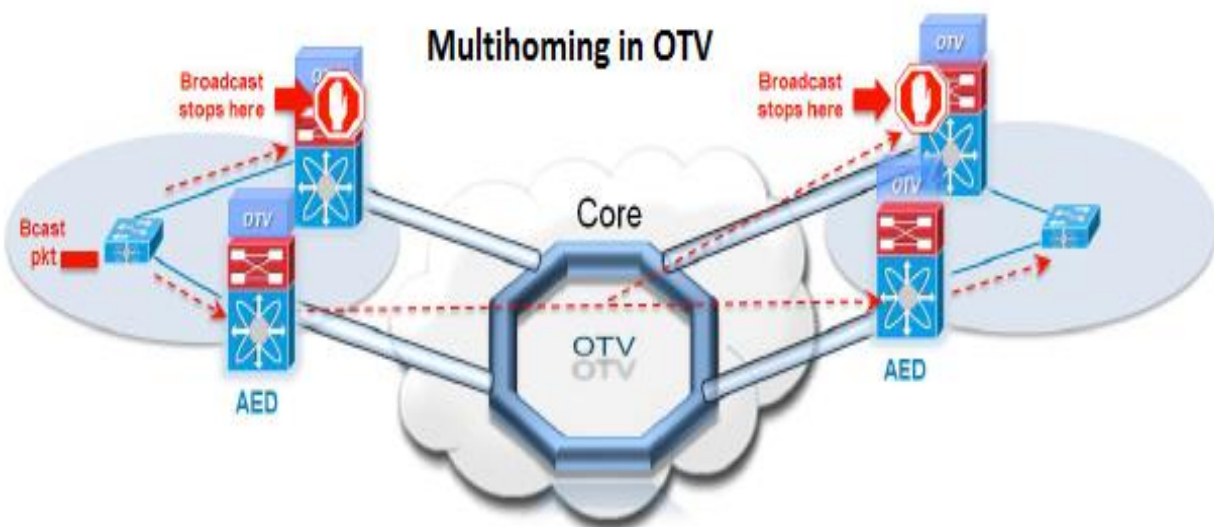 Multihoming in OTV
OTV
Broadcast
stops here
OTV
Broadcast
stops here
OTV
OTV
Bcast
pkt
Core
OTV
OTV
AED
AED